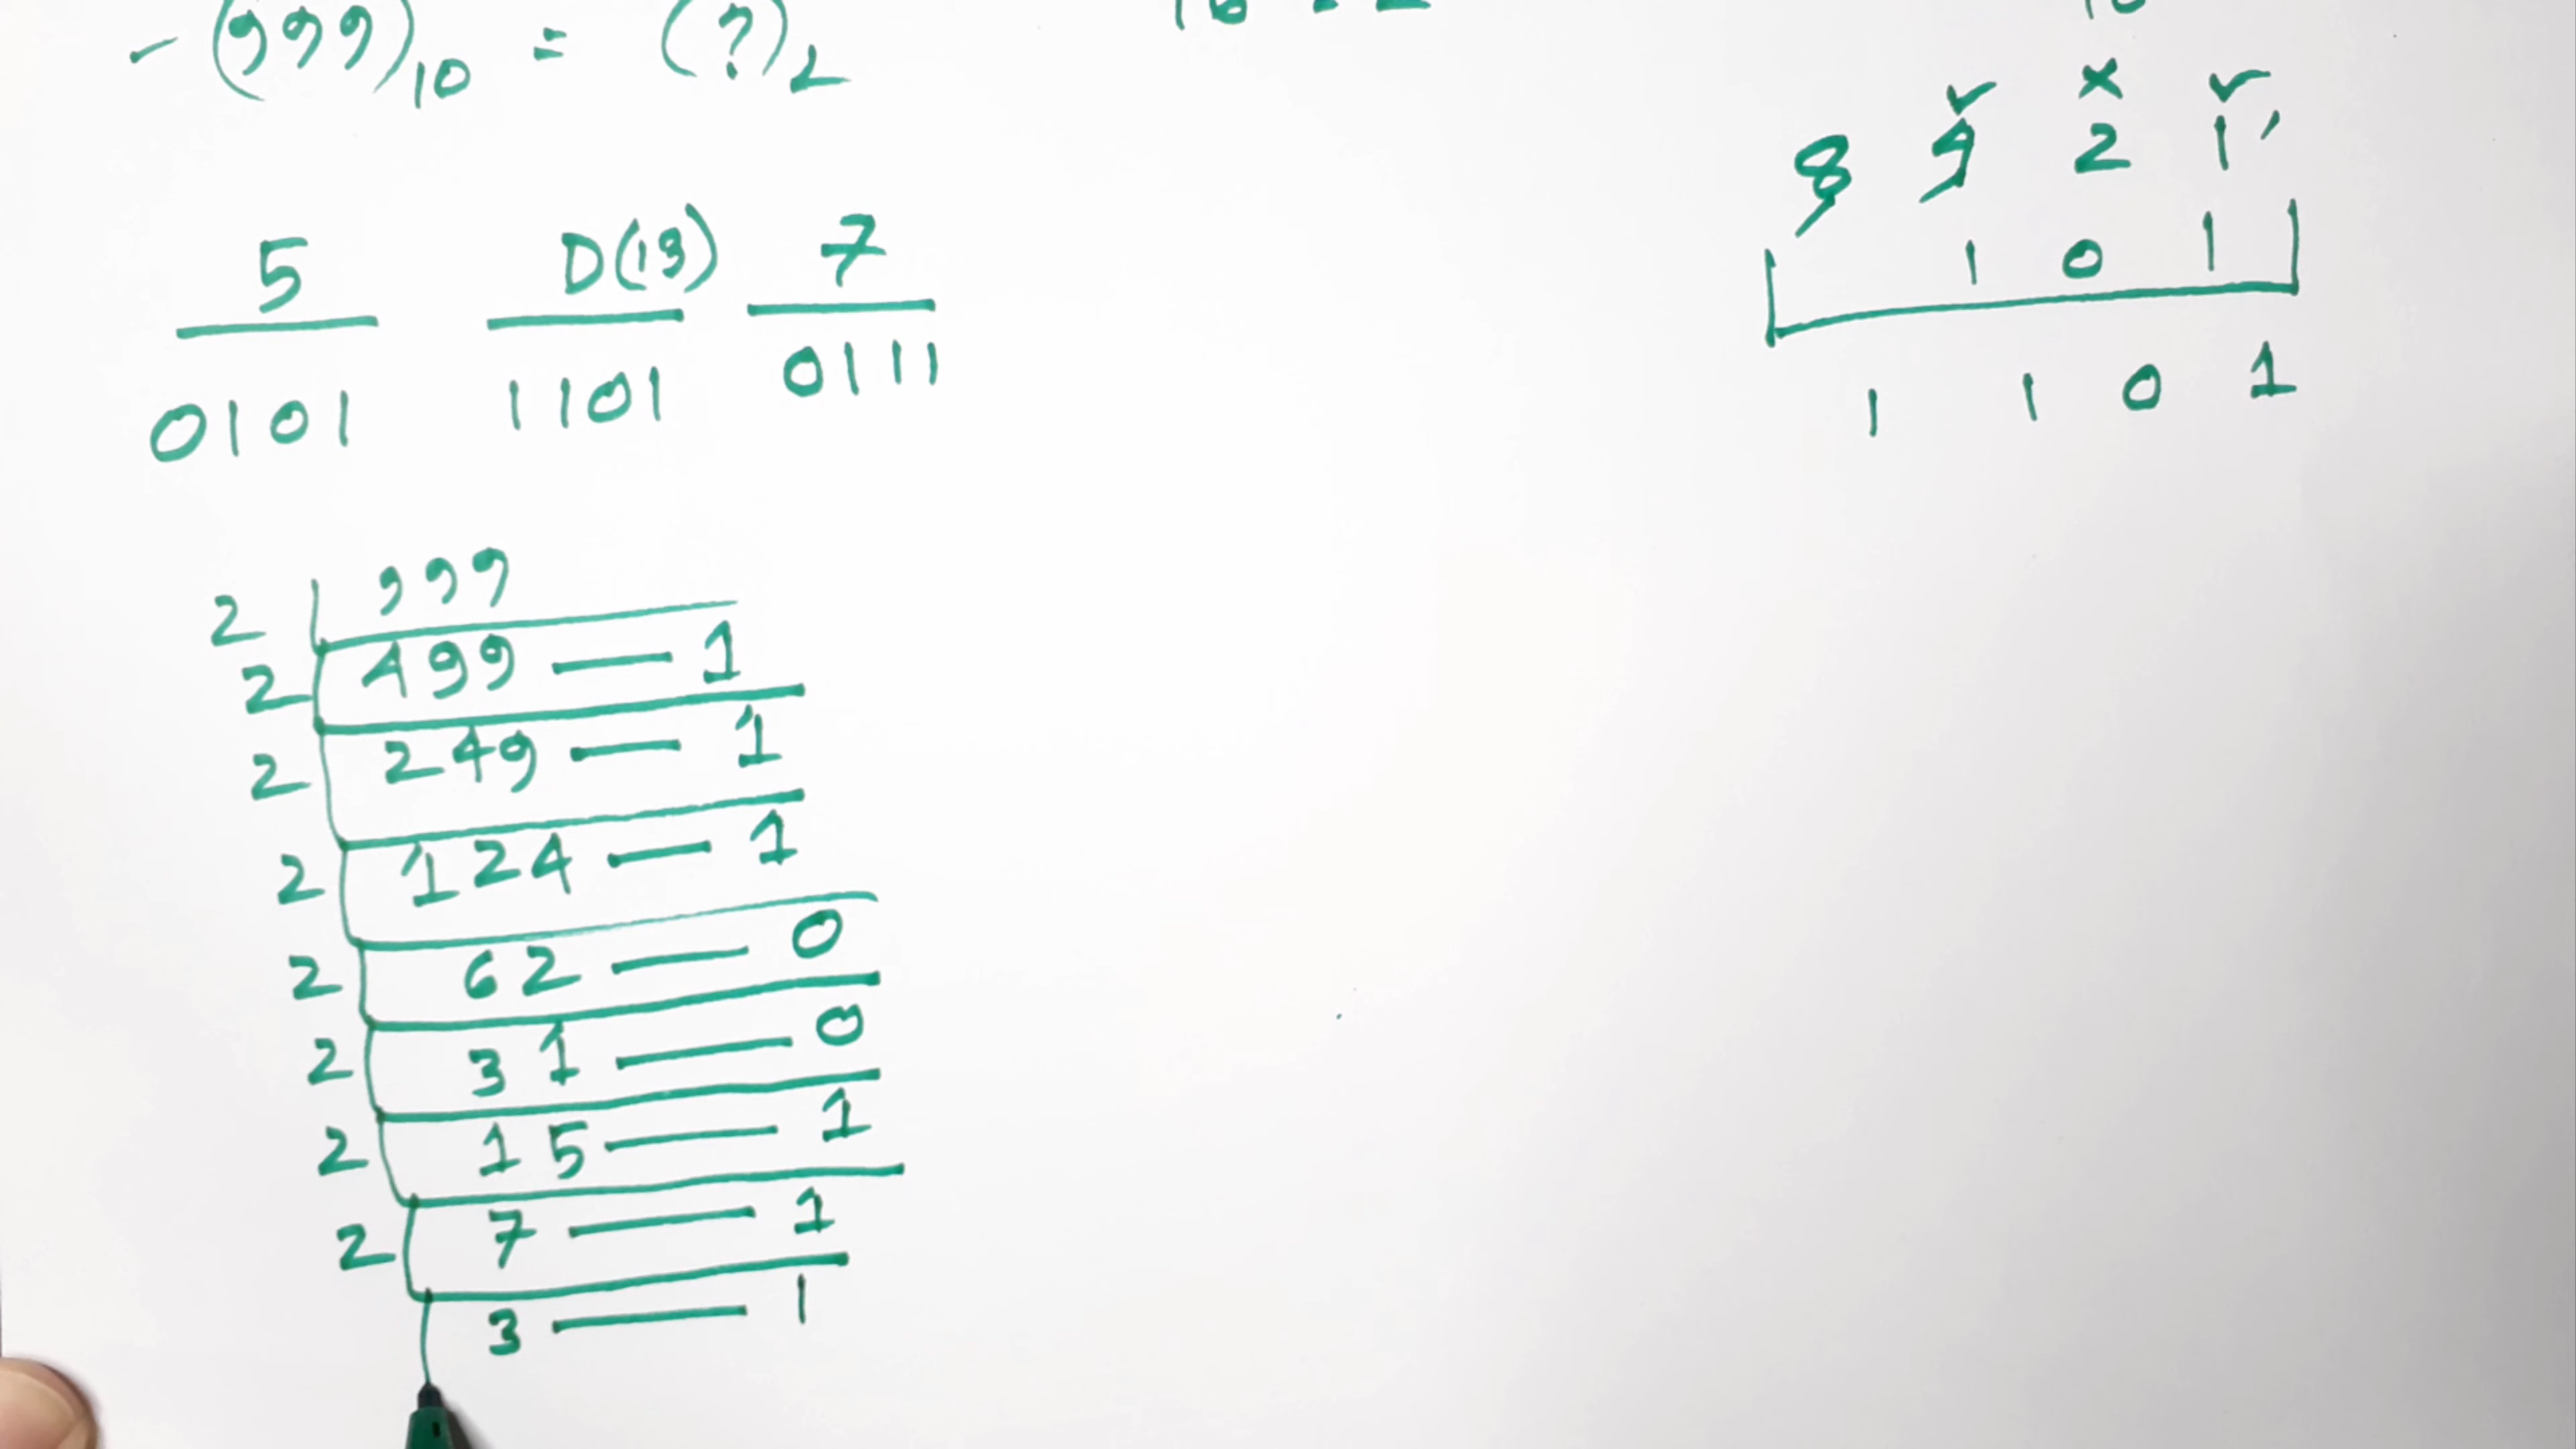 - (999)10 = (?)2
5 D(13) 7
0101 1101 0111
2 999
2 499 — 1
2 249 — 1
2 124 — 1
2 62 — 0
2 31 — 0
2 15 — 1
2 7 — 1
3 — 1
✓ × ✓
8 4 2 1
1 0 1
1 1 0 1